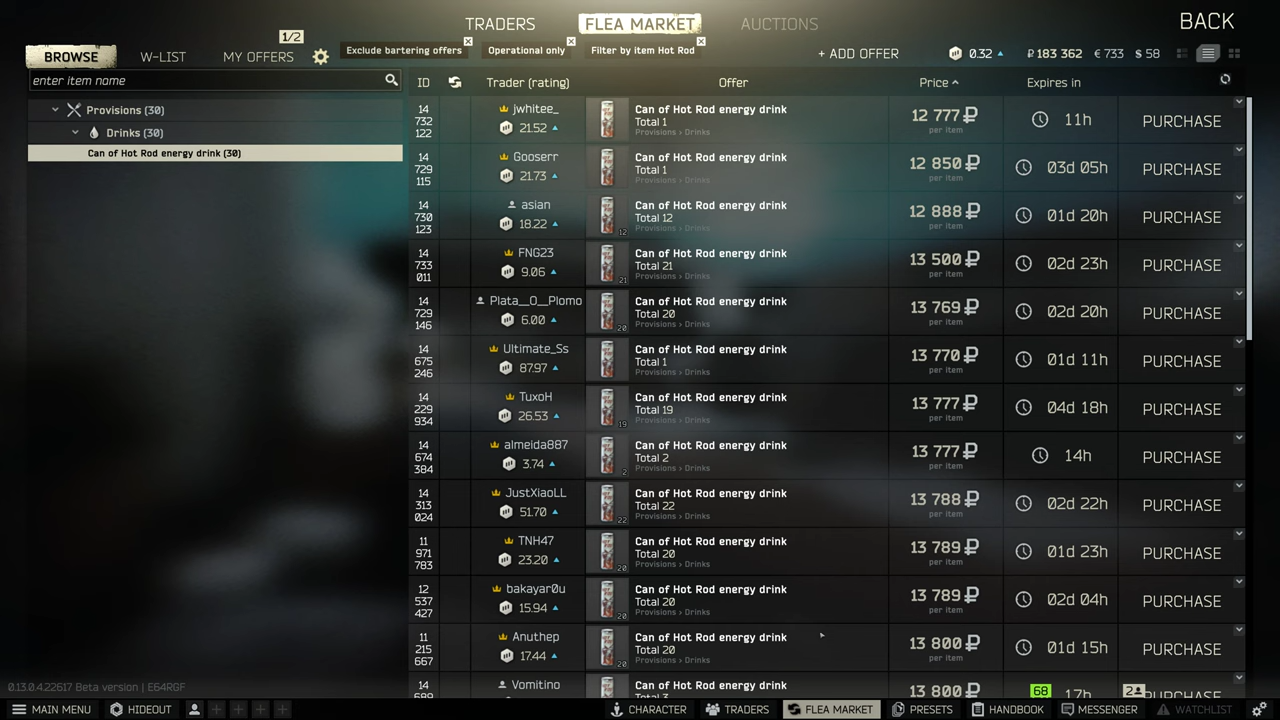 TRADERS FLEA MARKET AUCTIONS BACK
1/2
BROWSE W-LIST MY OFFERS Exclude bartering offers Operational only Filter by item Hot Rod + ADD OFFER 0.32 ₽ 183 362 € 733 $ 58
enter item name
ID Trader (rating) Offer Price Expires in
Provisions (30)
Drinks (30)
Can of Hot Rod energy drink (30)
14 732 122
jwhitee_
21.52
Can of Hot Rod energy drink
Total 1
Provisions > Drinks
12 777 ₽
per item
11h
PURCHASE
14 729 115
Gooserr
21.73
Can of Hot Rod energy drink
Total 1
Provisions > Drinks
12 850 ₽
per item
03d 05h
PURCHASE
14 730 123
asian
18.22
12
Can of Hot Rod energy drink
Total 12
Provisions > Drinks
12 888 ₽
per item
01d 20h
PURCHASE
14 733 011
FNG23
9.06
21
Can of Hot Rod energy drink
Total 21
Provisions > Drinks
13 500 ₽
per item
02d 23h
PURCHASE
14 729 146
Plata__O__Plomo
6.00
20
Can of Hot Rod energy drink
Total 20
Provisions > Drinks
13 769 ₽
per item
02d 20h
PURCHASE
14 675 246
Ultimate_Ss
87.97
Can of Hot Rod energy drink
Total 1
Provisions > Drinks
13 770 ₽
per item
01d 11h
PURCHASE
14 229 934
TuxoH
26.53
19
Can of Hot Rod energy drink
Total 19
Provisions > Drinks
13 777 ₽
per item
04d 18h
PURCHASE
14 674 384
almeida887
3.74
2
Can of Hot Rod energy drink
Total 2
Provisions > Drinks
13 777 ₽
per item
14h
PURCHASE
14 313 024
JustXiaoLL
51.70
22
Can of Hot Rod energy drink
Total 22
Provisions > Drinks
13 788 ₽
per item
02d 22h
PURCHASE
11 971 783
TNH47
23.20
20
Can of Hot Rod energy drink
Total 20
Provisions > Drinks
13 789 ₽
per item
01d 23h
PURCHASE
12 537 427
bakayar0u
15.94
20
Can of Hot Rod energy drink
Total 20
Provisions > Drinks
13 789 ₽
per item
02d 04h
PURCHASE
11 215 667
Anuthep
17.44
20
Can of Hot Rod energy drink
Total 20
Provisions > Drinks
13 800 ₽
per item
01d 15h
PURCHASE
14
Vomitino
Can of Hot Rod energy drink
13 800 ₽
17h
PURCHASE
0.13.0.4.22617 Beta version | E64RGF
68 2
MAIN MENU HIDEOUT CHARACTER TRADERS FLEA MARKET PRESETS HANDBOOK MESSENGER WATCHLIST